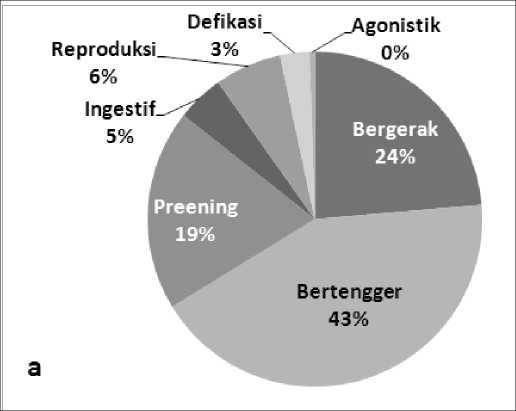 Defikasi
3%
Agonistik
0%
Reproduksi
6%
Ingestif
5%
Bergerak
24%
Preening
19%
Bertengger
43%
a